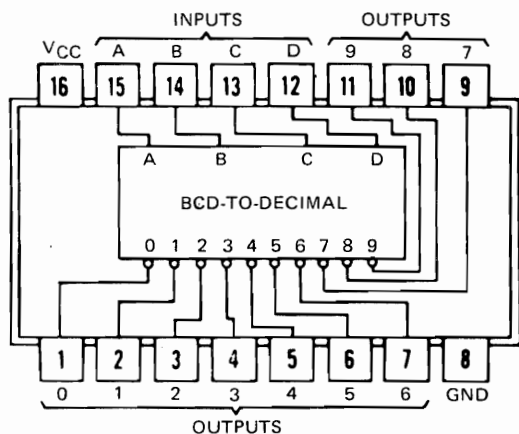 INPUTS OUTPUTS
VCC A B C D 9 8 7
16 15 14 13 12 11 10 9
A B C D
BCD-TO-DECIMAL
0 1 2 3 4 5 6 7 8 9
1 2 3 4 5 6 7 8
0 1 2 3 4 5 6 GND
OUTPUTS